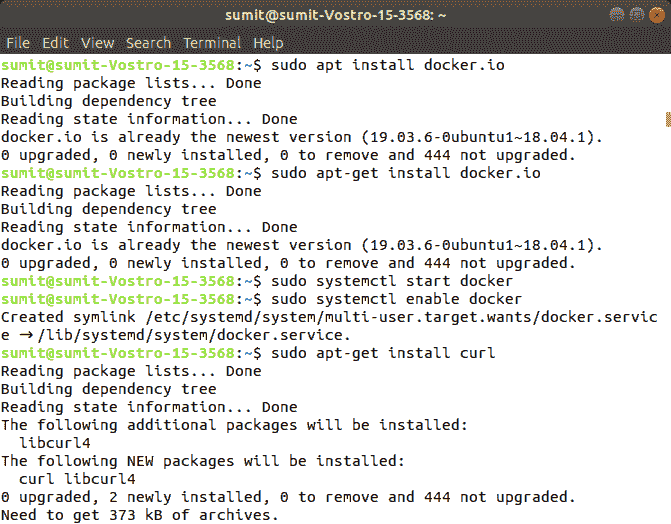 sumit@sumit-Vostro-15-3568: ~
File Edit View Search Terminal Help
sumit@sumit-Vostro-15-3568:~$ sudo apt install docker.io
Reading package lists... Done
Building dependency tree
Reading state information... Done
docker.io is already the newest version (19.03.6-0ubuntu1~18.04.1).
0 upgraded, 0 newly installed, 0 to remove and 444 not upgraded.
sumit@sumit-Vostro-15-3568:~$ sudo apt-get install docker.io
Reading package lists... Done
Building dependency tree
Reading state information... Done
docker.io is already the newest version (19.03.6-0ubuntu1~18.04.1).
0 upgraded, 0 newly installed, 0 to remove and 444 not upgraded.
sumit@sumit-Vostro-15-3568:~$ sudo systemctl start docker
sumit@sumit-Vostro-15-3568:~$ sudo systemctl enable docker
Created symlink /etc/systemd/system/multi-user.target.wants/docker.servic
e → /lib/systemd/system/docker.service.
sumit@sumit-Vostro-15-3568:~$ sudo apt-get install curl
Reading package lists... Done
Building dependency tree
Reading state information... Done
The following additional packages will be installed:
  libcurl4
The following NEW packages will be installed:
  curl libcurl4
0 upgraded, 2 newly installed, 0 to remove and 444 not upgraded.
Need to get 373 kB of archives.